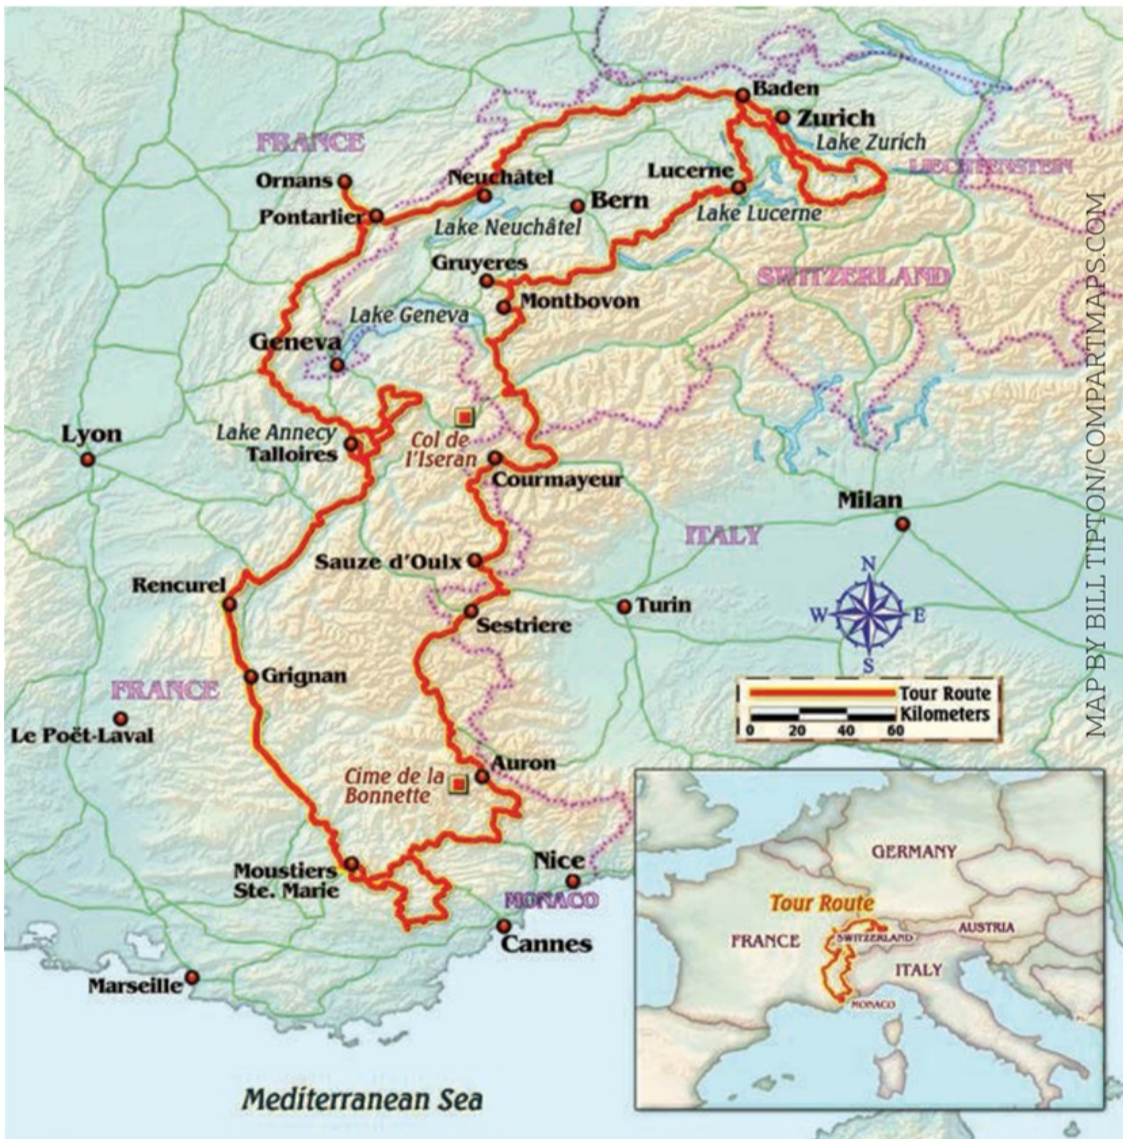 Baden
Zurich
Lake Zurich
FRANCE
LIECHTENSTEIN
Ornans
Neuchâtel
Lucerne
Pontarlier
Bern
Lake Lucerne
Lake Neuchâtel
Gruyeres
SWITZERLAND
Montbovon
Lake Geneva
Geneva
Lyon
Lake Annecy
Talloires
Col de
l'Iseran
Courmayeur
Milan
ITALY
Sauze d'Oulx
Rencurel
N
W
E
S
Turin
Sestriere
Grignan
FRANCE
Le Poët-Laval
Tour Route
Kilometers
0 20 40 60
Auron
Cime de la
Bonnette
Moustiers
Ste. Marie
Nice
MONACO
Cannes
Marseille
Mediterranean Sea
GERMANY
Tour Route
FRANCE
SWITZERLAND
AUSTRIA
ITALY
MONACO
MAP BY BILL TIPTON/COMPARTMAPS.COM